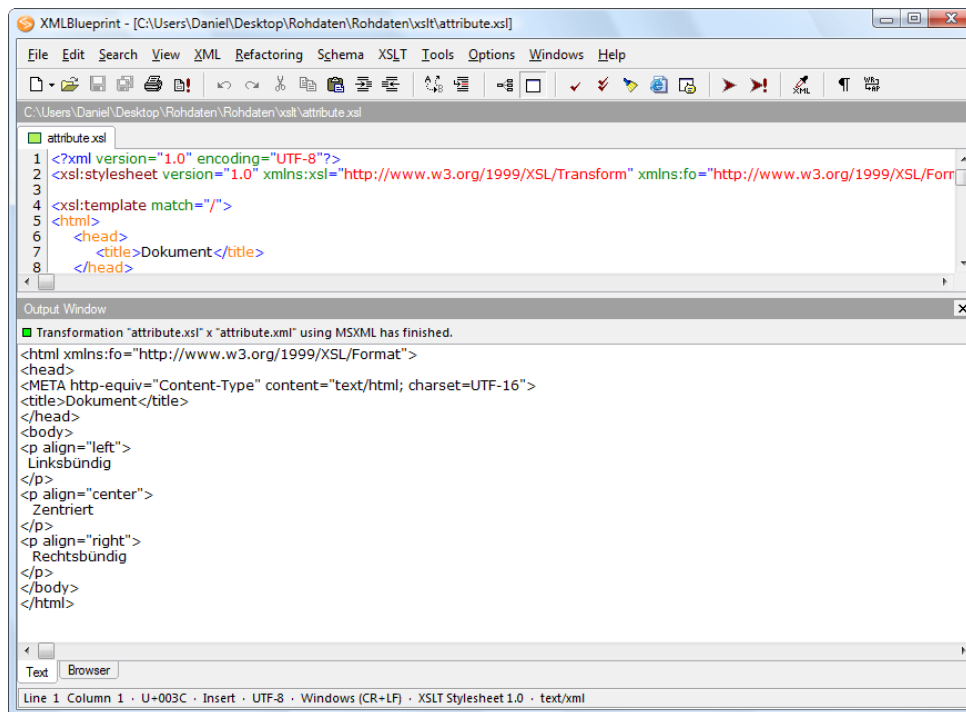 XMLBlueprint - [C:\Users\Daniel\Desktop\Rohdaten\Rohdaten\xslt\attribute.xsl]
File Edit Search View XML Refactoring Schema XSLT Tools Options Windows Help
C:\Users\Daniel\Desktop\Rohdaten\Rohdaten\xslt\attribute.xsl
attribute.xsl
1 <?xml version="1.0" encoding="UTF-8"?>
2 <xsl:stylesheet version="1.0" xmlns:xsl="http://www.w3.org/1999/XSL/Transform" xmlns:fo="http://www.w3.org/1999/XSL/Forr
3
4 <xsl:template match="/">
5 <html>
6 <head>
7 <title>Dokument</title>
8 </head>
Output Window
Transformation "attribute.xsl" x "attribute.xml" using MSXML has finished.
<html xmlns:fo="http://www.w3.org/1999/XSL/Format">
<head>
<META http-equiv="Content-Type" content="text/html; charset=UTF-16">
<title>Dokument</title>
</head>
<body>
<p align="left">
Linksbündig
</p>
<p align="center">
Zentriert
</p>
<p align="right">
Rechtsbündig
</p>
</body>
</html>
Text Browser
Line 1 Column 1 · U+003C · Insert · UTF-8 · Windows (CR+LF) · XSLT Stylesheet 1.0 · text/xml